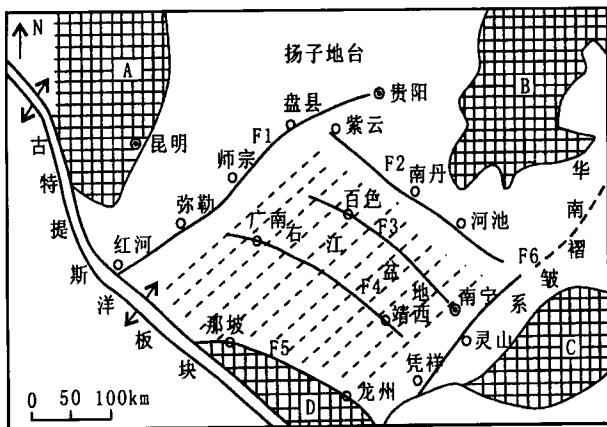 N
扬子地台
A
B
贵阳
盘县
紫云
昆明
F1
F2
师宗
南丹
古特提斯洋板块
华南褶皱系
弥勒
百色
河池
广南
F3
右江盆地
F6
红河
F4
南宁
靖西
那坡
F5
灵山
C
凭祥
龙州
D
0 50 100km